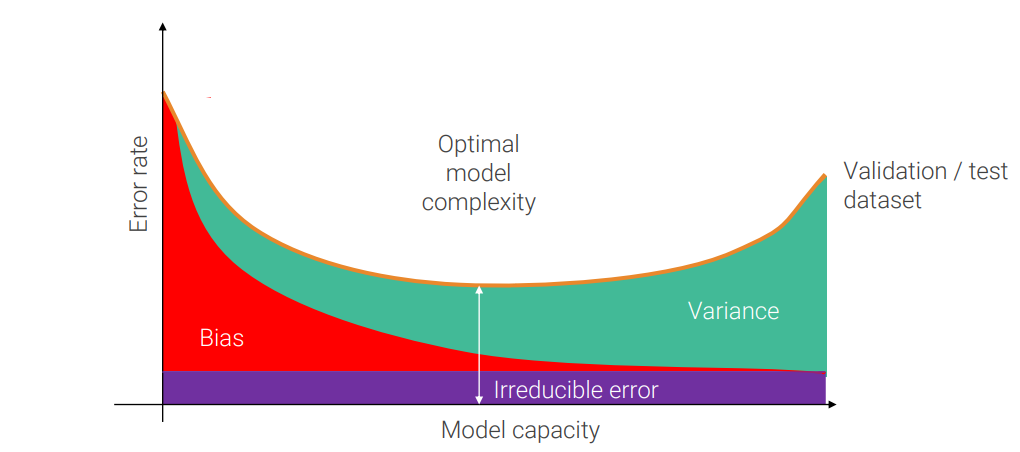 Optimal
model
complexity
Error rate
Validation / test
dataset
Variance
Bias
Irreducible error
Model capacity